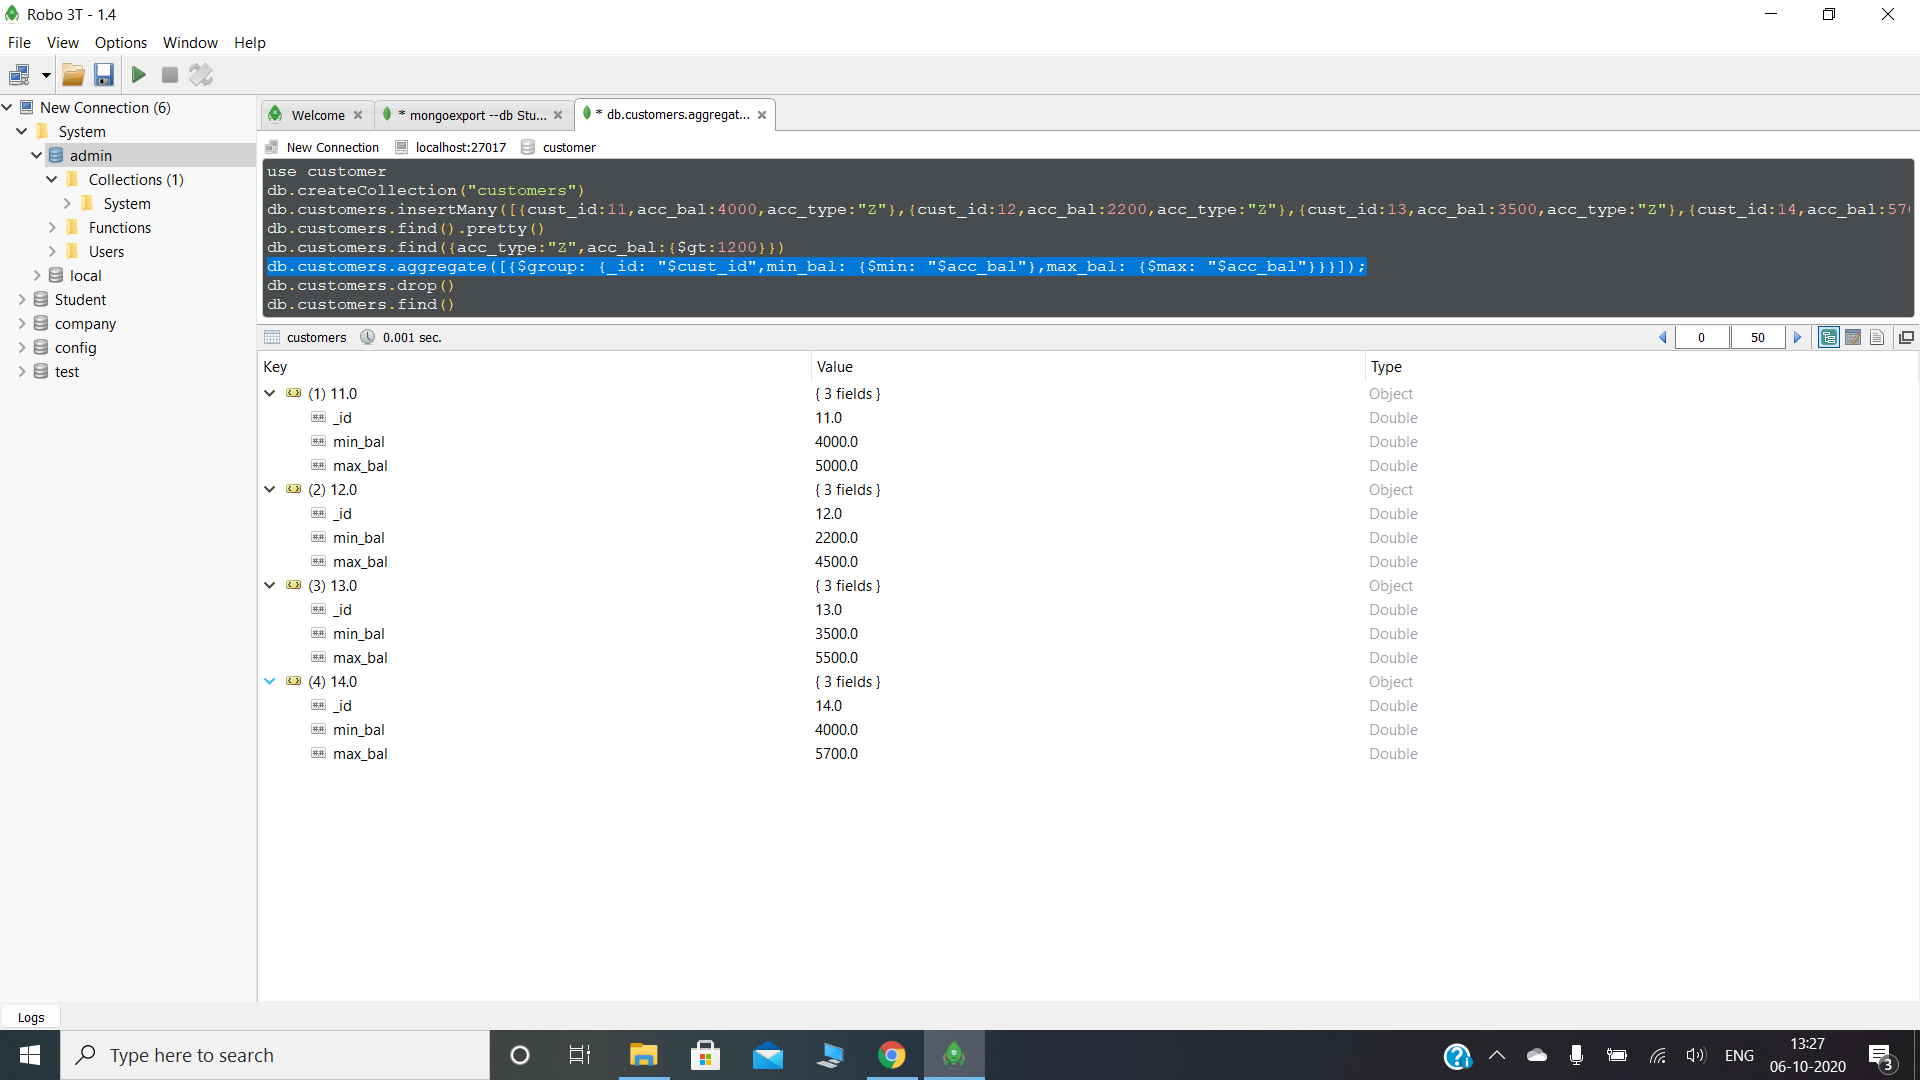 Robo 3T - 1.4
File View Options Window Help
New Connection (6)
System
admin
Collections (1)
System
Functions
Users
local
Student
company
config
test
Welcome
* mongoexport --db Stu...
* db.customers.aggregat...
New Connection localhost:27017 customer
use customer
db.createCollection("customers")
db.customers.insertMany([{cust_id:11,acc_bal:4000,acc_type:"Z"},{cust_id:12,acc_bal:2200,acc_type:"Z"},{cust_id:13,acc_bal:3500,acc_type:"Z"},{cust_id:14,acc_bal:570
db.customers.find().pretty()
db.customers.find({acc_type:"Z",acc_bal:{$gt:1200}})
db.customers.aggregate([{$group: {_id: "$cust_id",min_bal: {$min: "$acc_bal"},max_bal: {$max: "$acc_bal"}}}]);
db.customers.drop()
db.customers.find()
customers 0.001 sec. 0 50
Key Value Type
(1) 11.0 { 3 fields } Object
_id 11.0 Double
min_bal 4000.0 Double
max_bal 5000.0 Double
(2) 12.0 { 3 fields } Object
_id 12.0 Double
min_bal 2200.0 Double
max_bal 4500.0 Double
(3) 13.0 { 3 fields } Object
_id 13.0 Double
min_bal 3500.0 Double
max_bal 5500.0 Double
(4) 14.0 { 3 fields } Object
_id 14.0 Double
min_bal 4000.0 Double
max_bal 5700.0 Double
Logs
Type here to search
ENG
13:27
06-10-2020
3